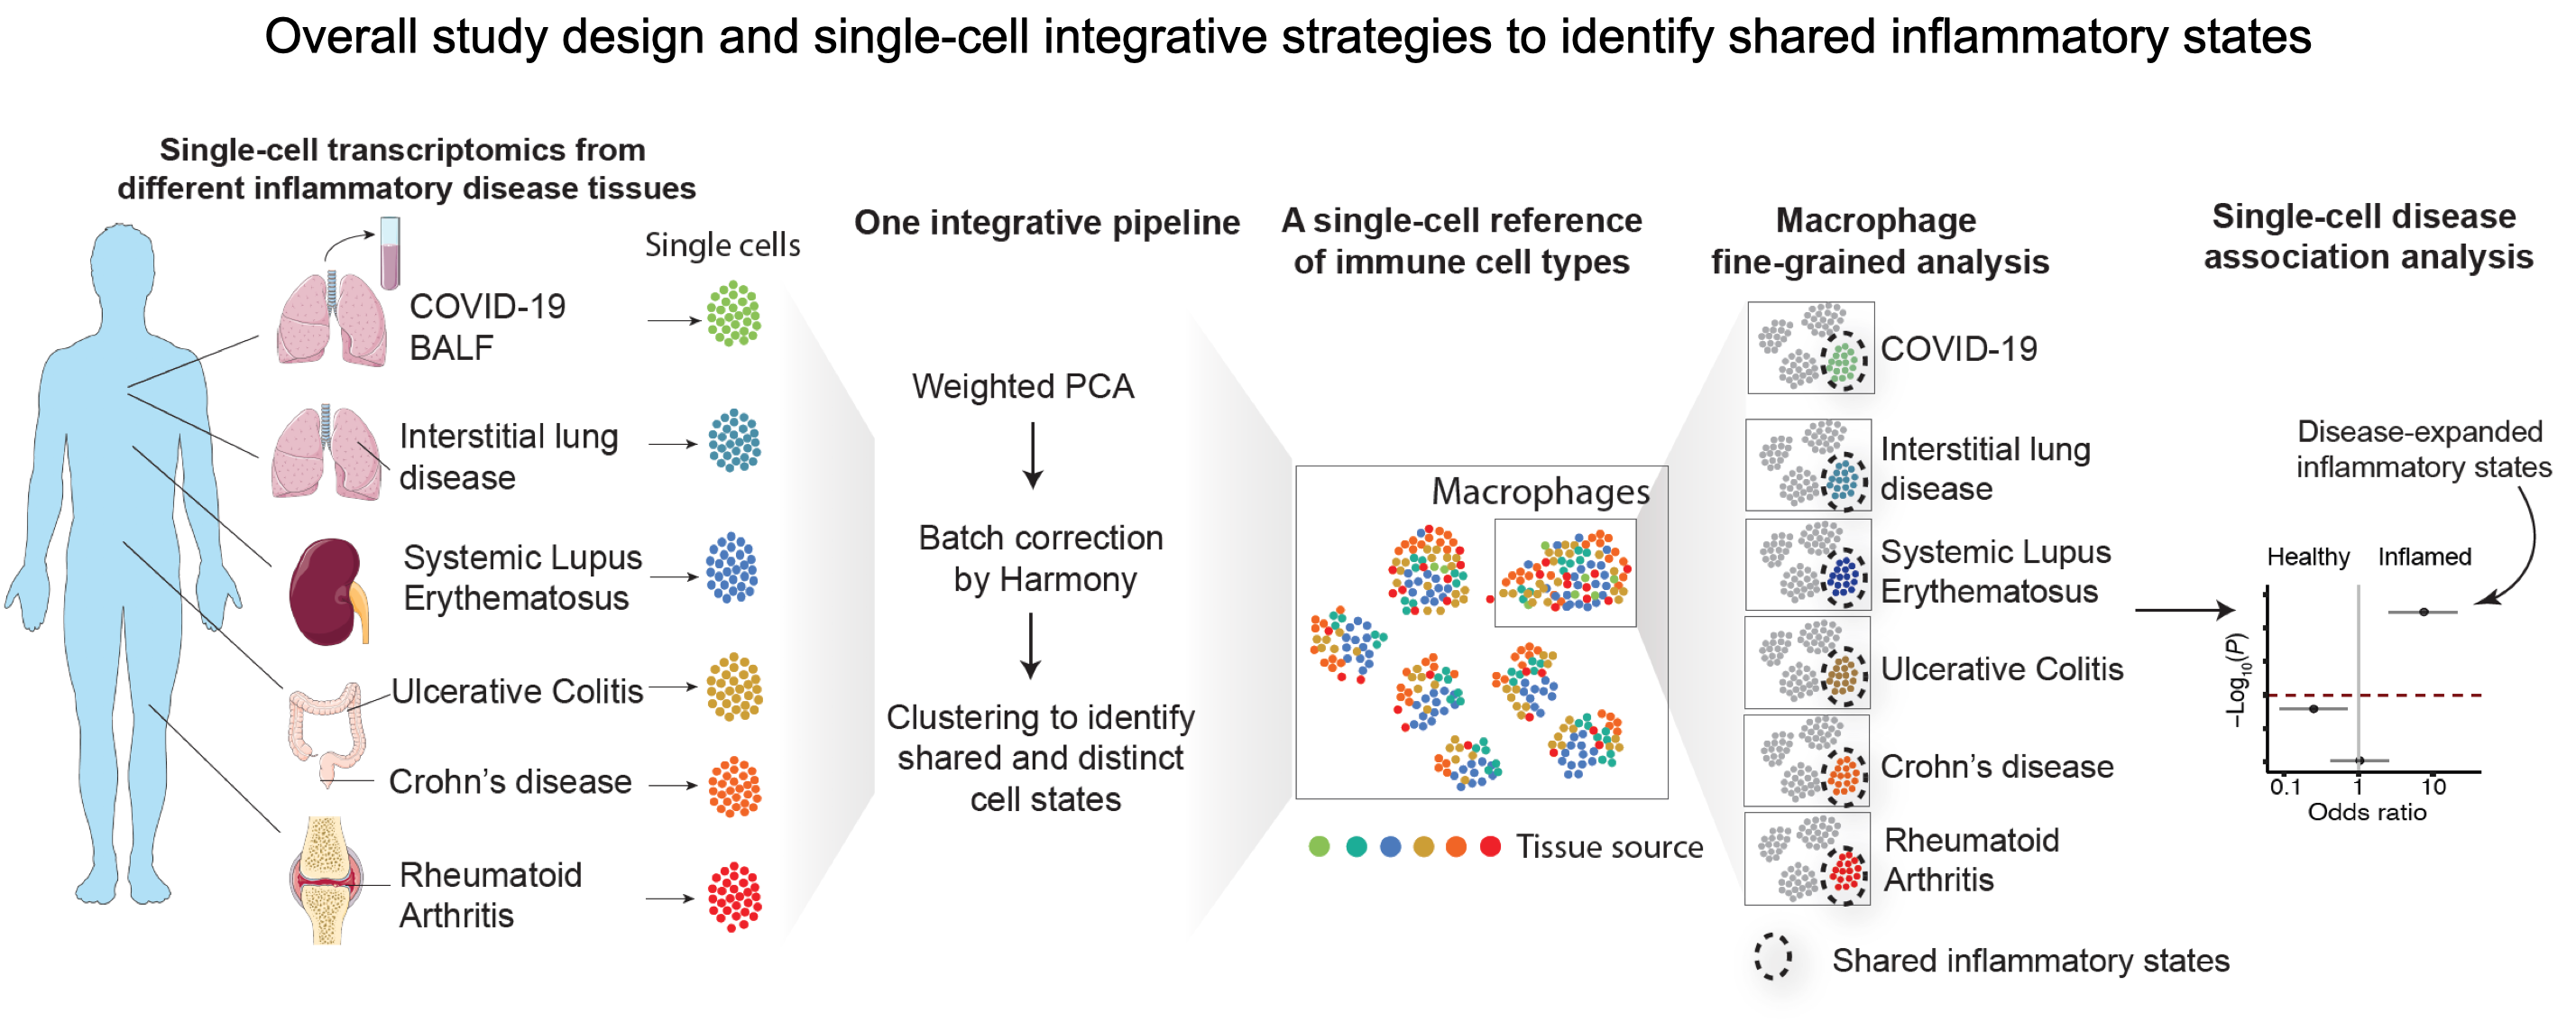 Overall study design and single-cell integrative strategies to identify shared inflammatory states
Single-cell transcriptomics from
different inflammatory disease tissues
Single cells
COVID-19
BALF
Interstitial lung
disease
Systemic Lupus
Erythematosus
Ulcerative Colitis
Crohn’s disease
Rheumatoid
Arthritis
One integrative pipeline
Weighted PCA
Batch correction
by Harmony
Clustering to identify
shared and distinct
cell states
A single-cell reference
of immune cell types
Macrophages
Tissue source
Macrophage
fine-grained analysis
COVID-19
Interstitial lung
disease
Systemic Lupus
Erythematosus
Ulcerative Colitis
Crohn’s disease
Rheumatoid
Arthritis
Shared inflammatory states
Single-cell disease
association analysis
Disease-expanded
inflammatory states
Healthy Inflamed
−Log10(P)
0.1 1 10
Odds ratio